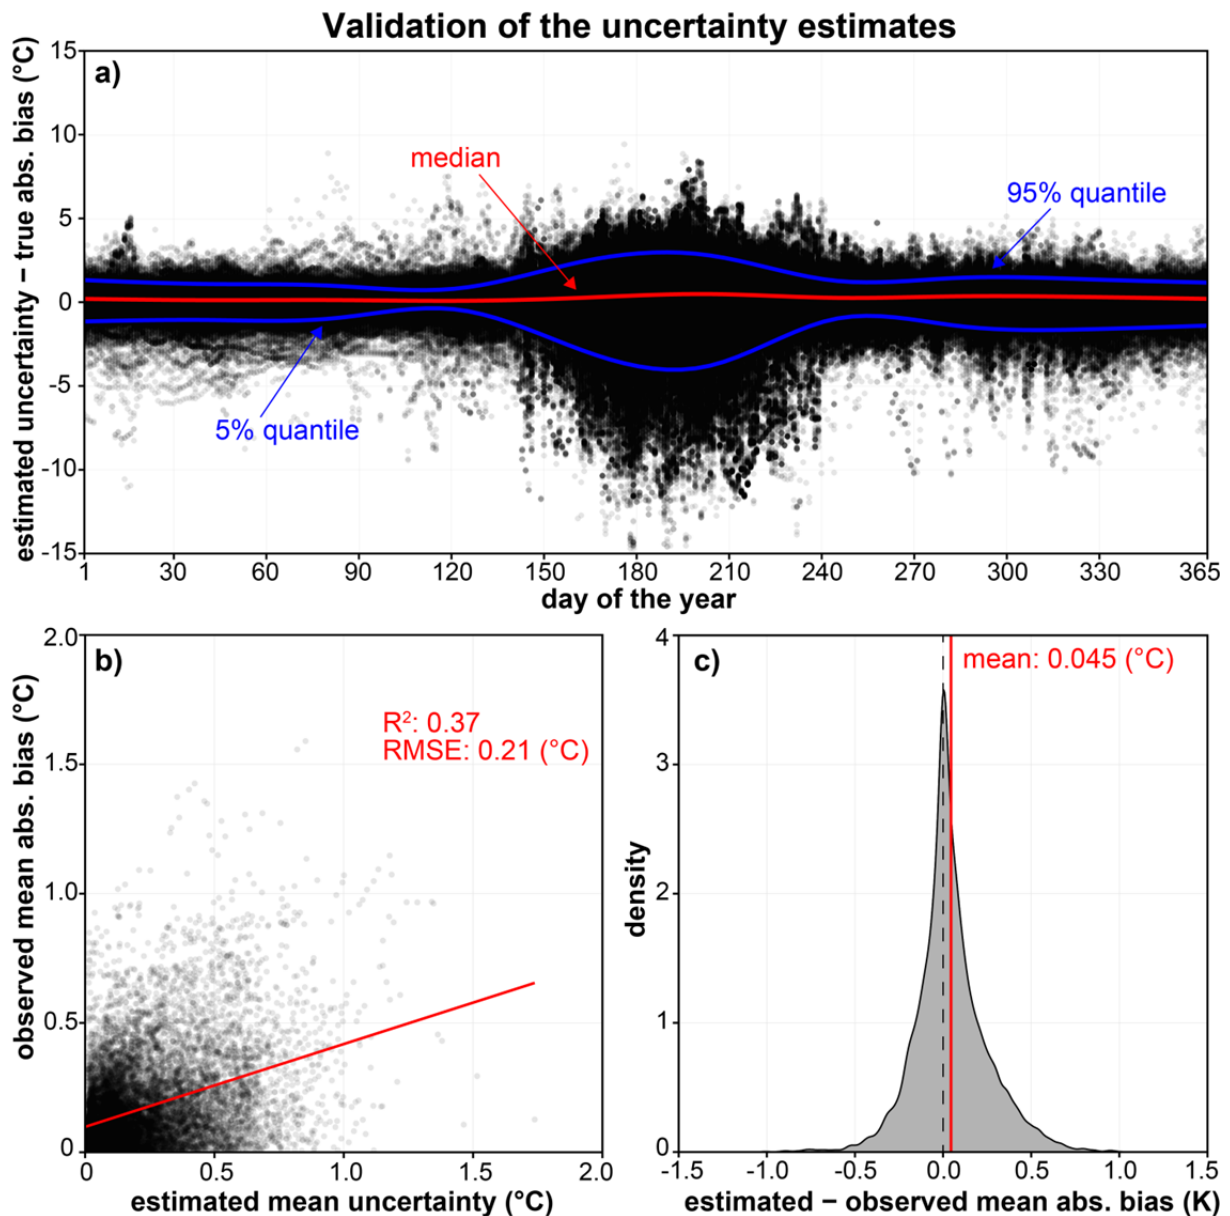 Validation of the uncertainty estimates
a)
estimated uncertainty − true abs. bias (°C)
15
10
5
0
-5
-10
-15
median
95% quantile
5% quantile
1 30 60 90 120 150 180 210 240 270 300 330 365
day of the year
b)
observed mean abs. bias (°C)
2.0
1.5
1.0
0.5
0
R²: 0.37
RMSE: 0.21 (°C)
0 0.5 1.0 1.5 2.0
estimated mean uncertainty (°C)
c)
density
4
3
2
1
0
mean: 0.045 (°C)
-1.5 -1.0 -0.5 0.0 0.5 1.0 1.5
estimated − observed mean abs. bias (K)